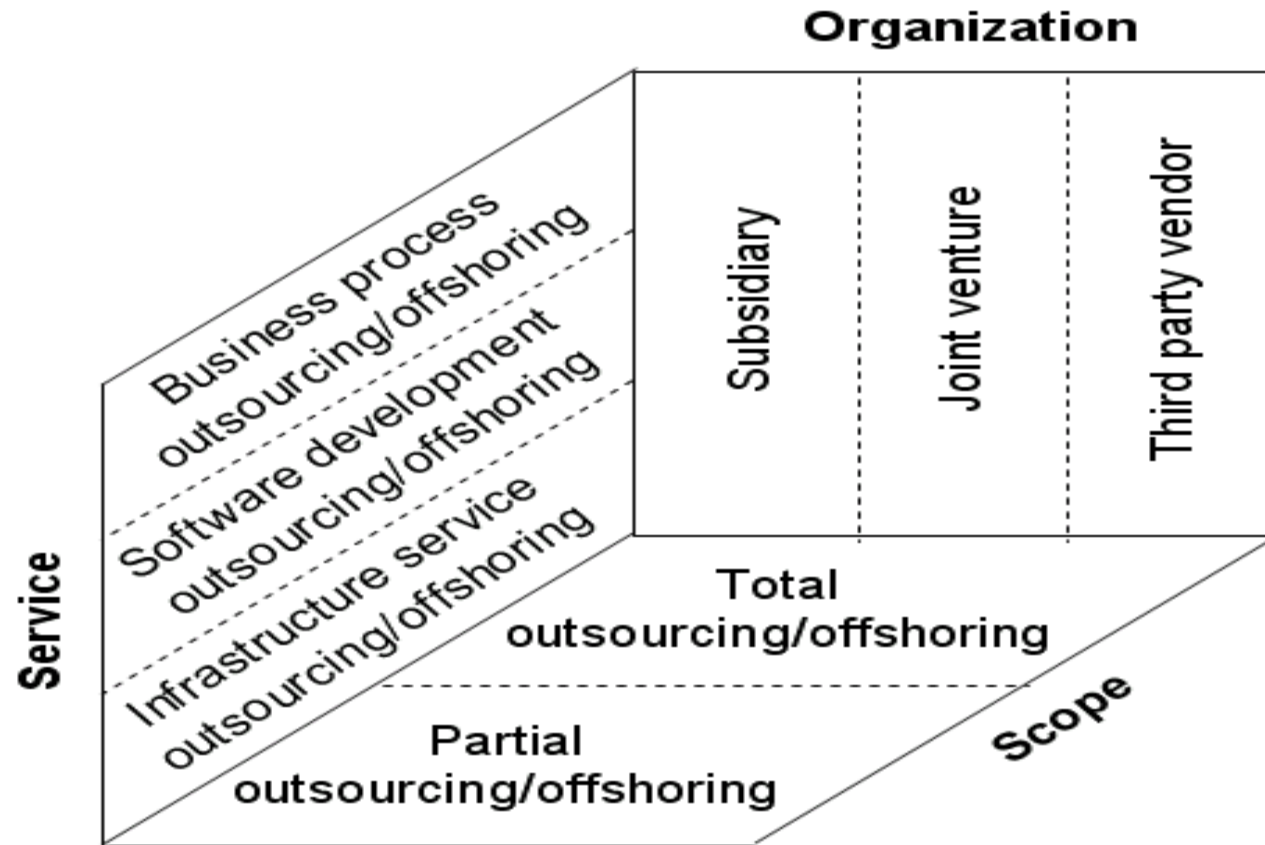 Organization
Business process
outsourcing/offshoring
Software development
outsourcing/offshoring
Infrastructure service
outsourcing/offshoring
Service
Subsidiary
Joint venture
Third party vendor
Total
outsourcing/offshoring
Partial
outsourcing/offshoring
Scope